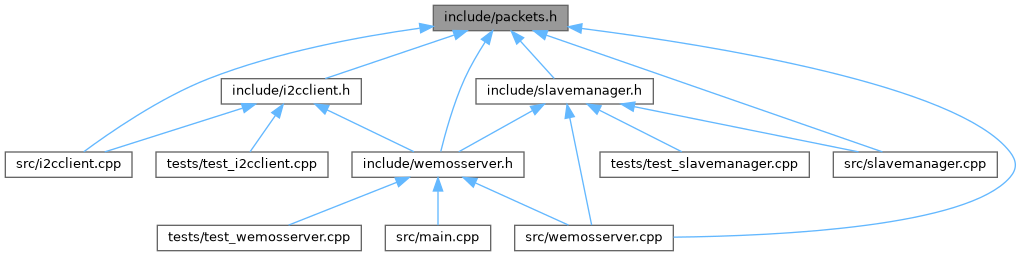 include/packets.h
include/i2cclient.h
include/slavemanager.h
src/i2cclient.cpp
tests/test_i2cclient.cpp
include/wemosserver.h
tests/test_slavemanager.cpp
src/slavemanager.cpp
tests/test_wemosserver.cpp
src/main.cpp
src/wemosserver.cpp